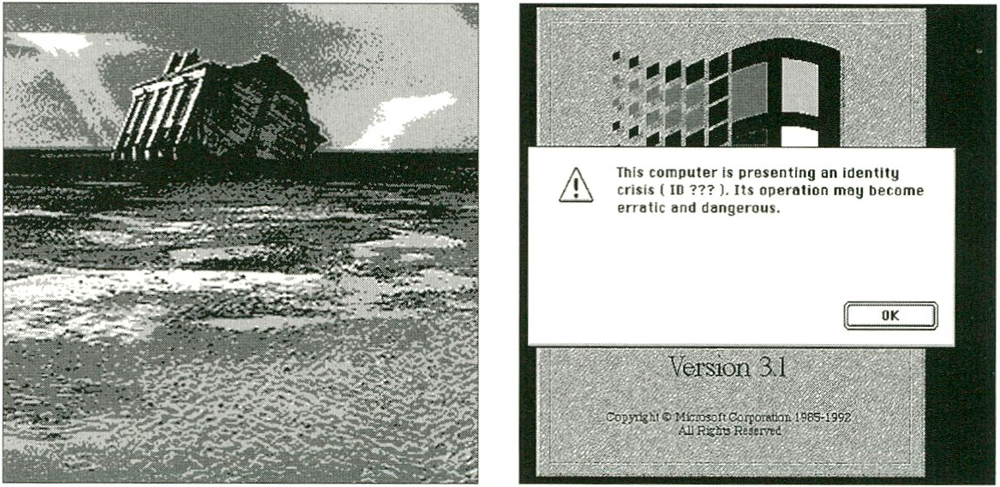 This computer is presenting an identity
crisis ( ID ??? ). Its operation may become
erratic and dangerous.
OK
Version 3.1
Copyright © Microsoft Corporation 1985-1992
All Rights Reserved